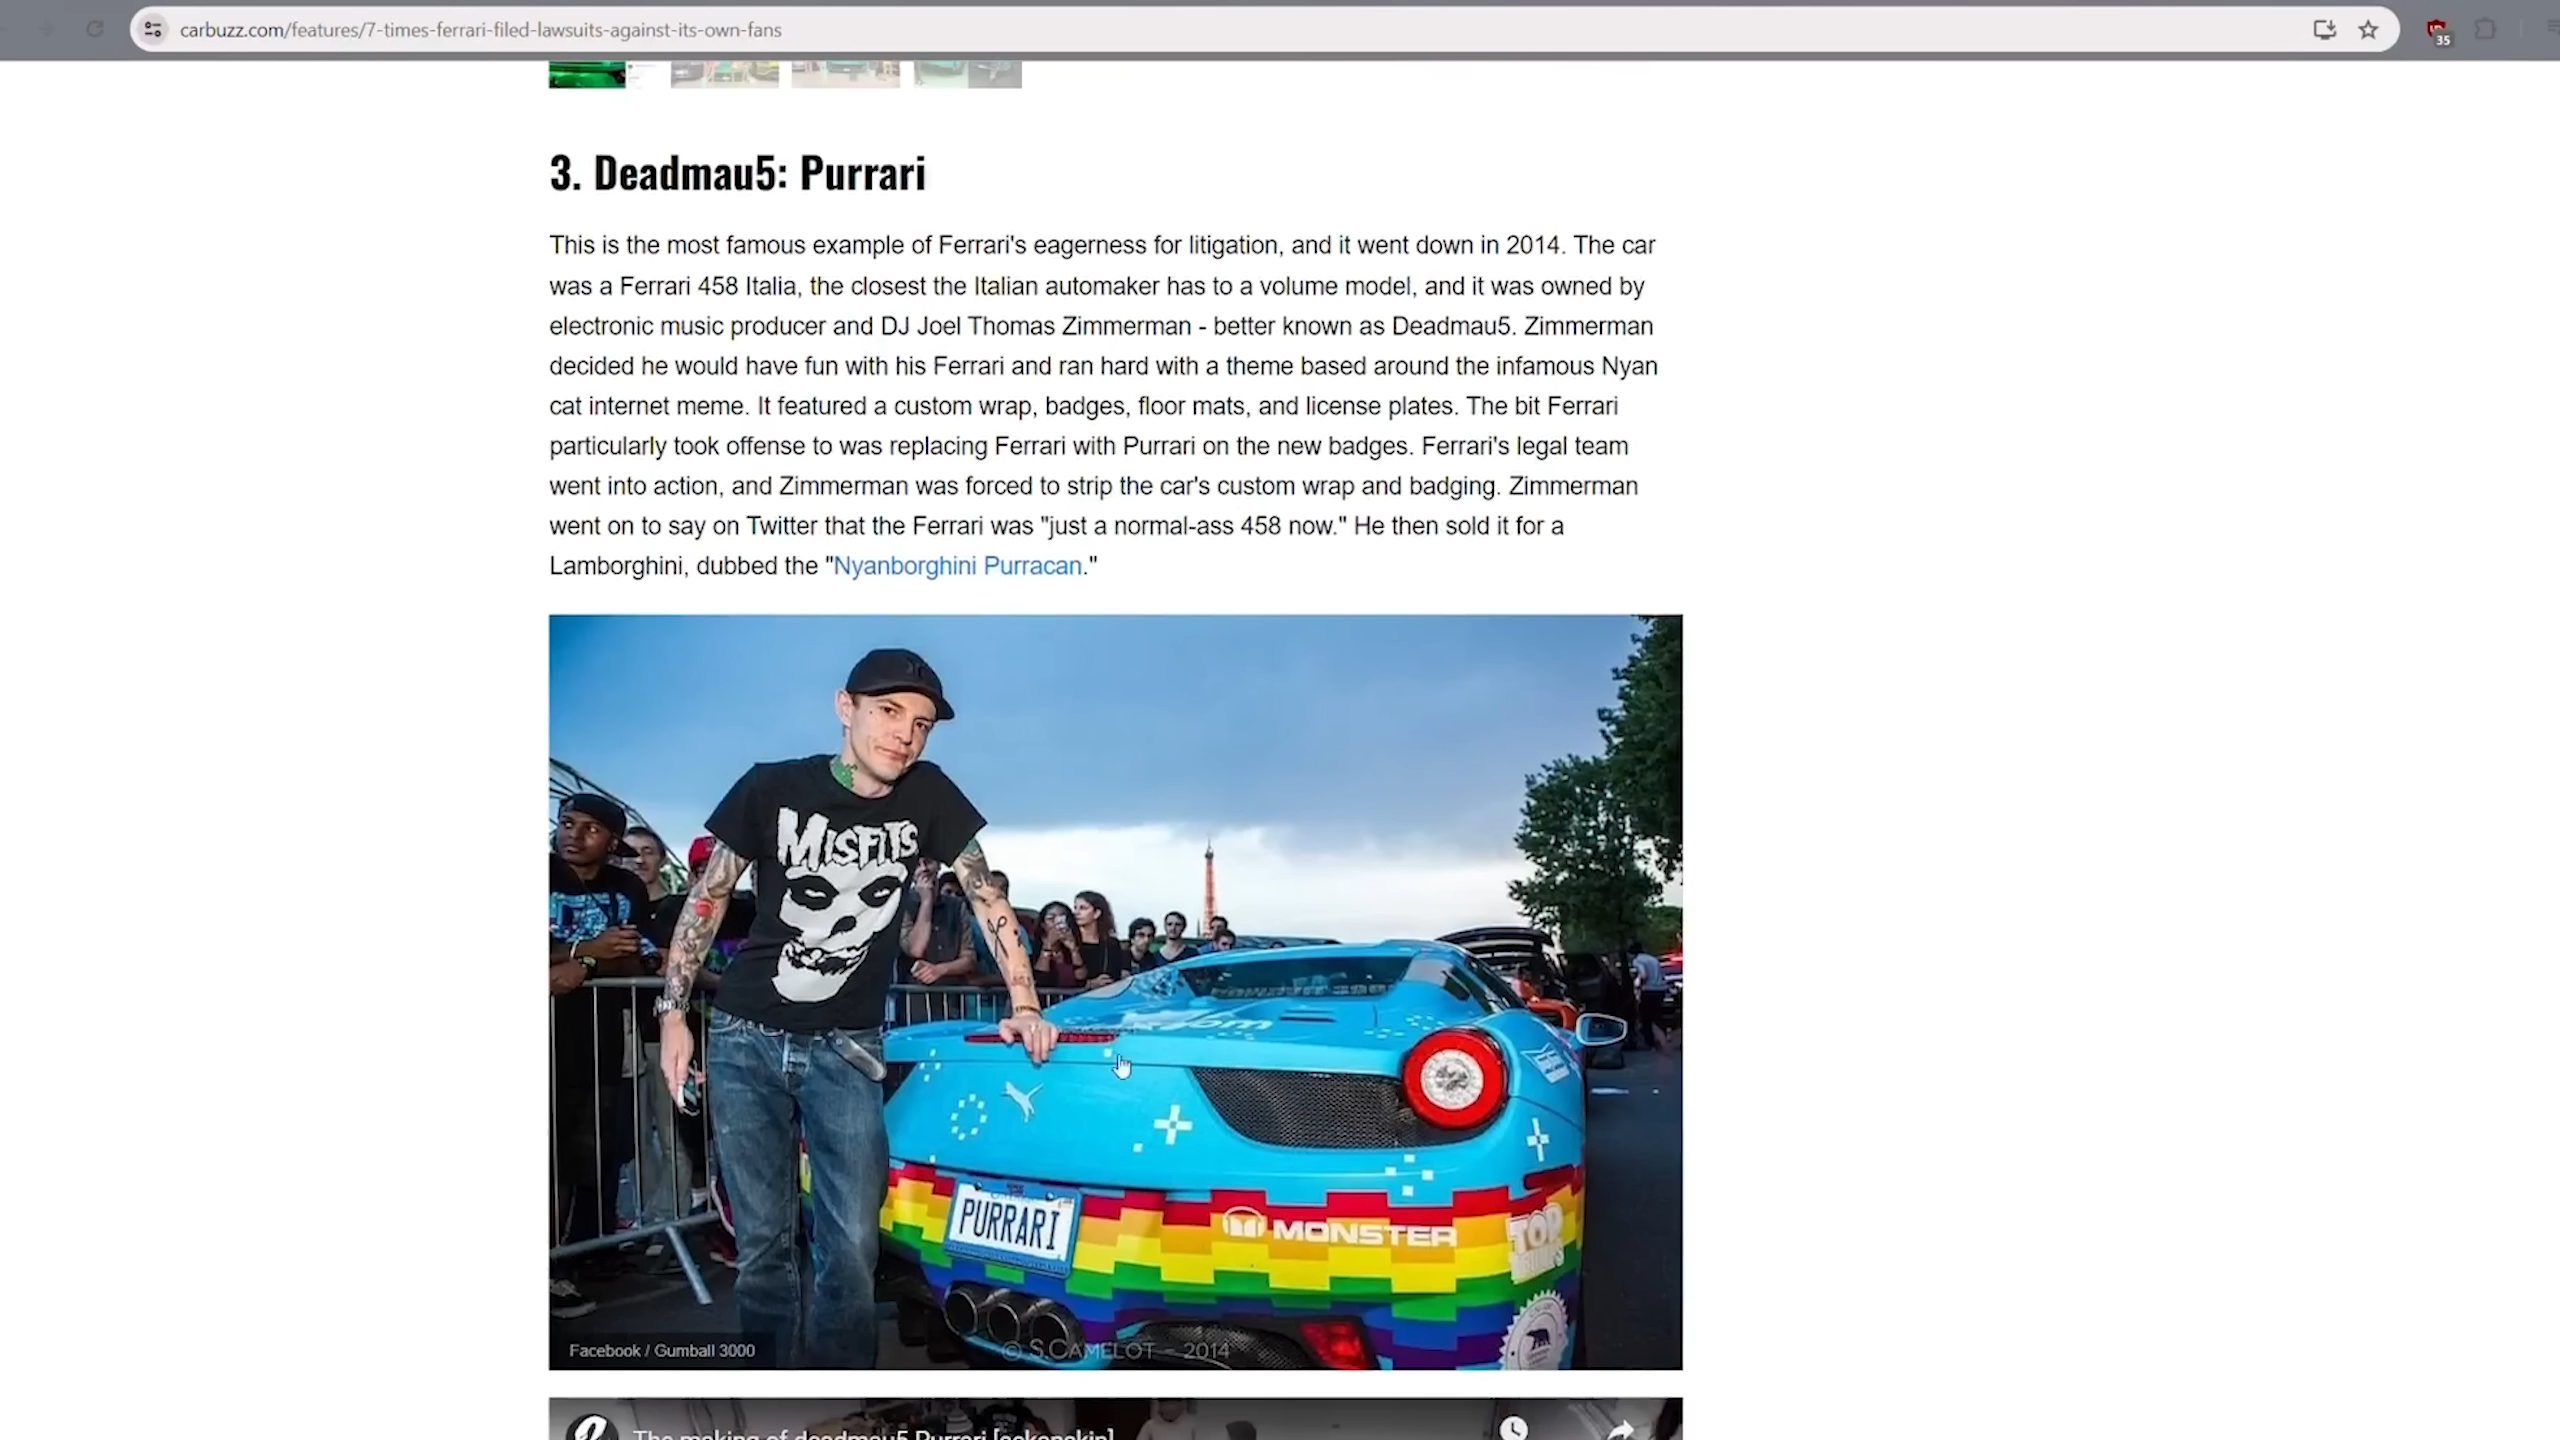 carbuzz.com/features/7-times-ferrari-filed-lawsuits-against-its-own-fans
35
3. Deadmau5: Purrari
This is the most famous example of Ferrari's eagerness for litigation, and it went down in 2014. The car
was a Ferrari 458 Italia, the closest the Italian automaker has to a volume model, and it was owned by
electronic music producer and DJ Joel Thomas Zimmerman - better known as Deadmau5. Zimmerman
decided he would have fun with his Ferrari and ran hard with a theme based around the infamous Nyan
cat internet meme. It featured a custom wrap, badges, floor mats, and license plates. The bit Ferrari
particularly took offense to was replacing Ferrari with Purrari on the new badges. Ferrari's legal team
went into action, and Zimmerman was forced to strip the car's custom wrap and badging. Zimmerman
went on to say on Twitter that the Ferrari was "just a normal-ass 458 now." He then sold it for a
Lamborghini, dubbed the "Nyanborghini Purracan."
MISFITS
PURRARI
MONSTER
TOP
Facebook / Gumball 3000
© S.CAMELOT - 2014
The making of deadmau5 Purrari